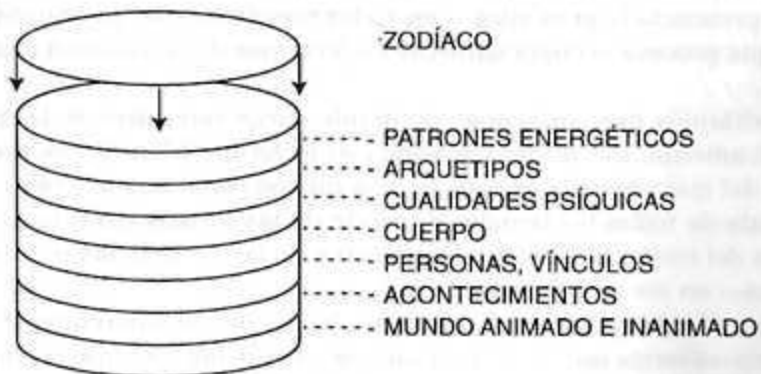 ZODÍACO
PATRONES ENERGÉTICOS
ARQUETIPOS
CUALIDADES PSÍQUICAS
CUERPO
PERSONAS, VÍNCULOS
ACONTECIMIENTOS
MUNDO ANIMADO E INANIMADO